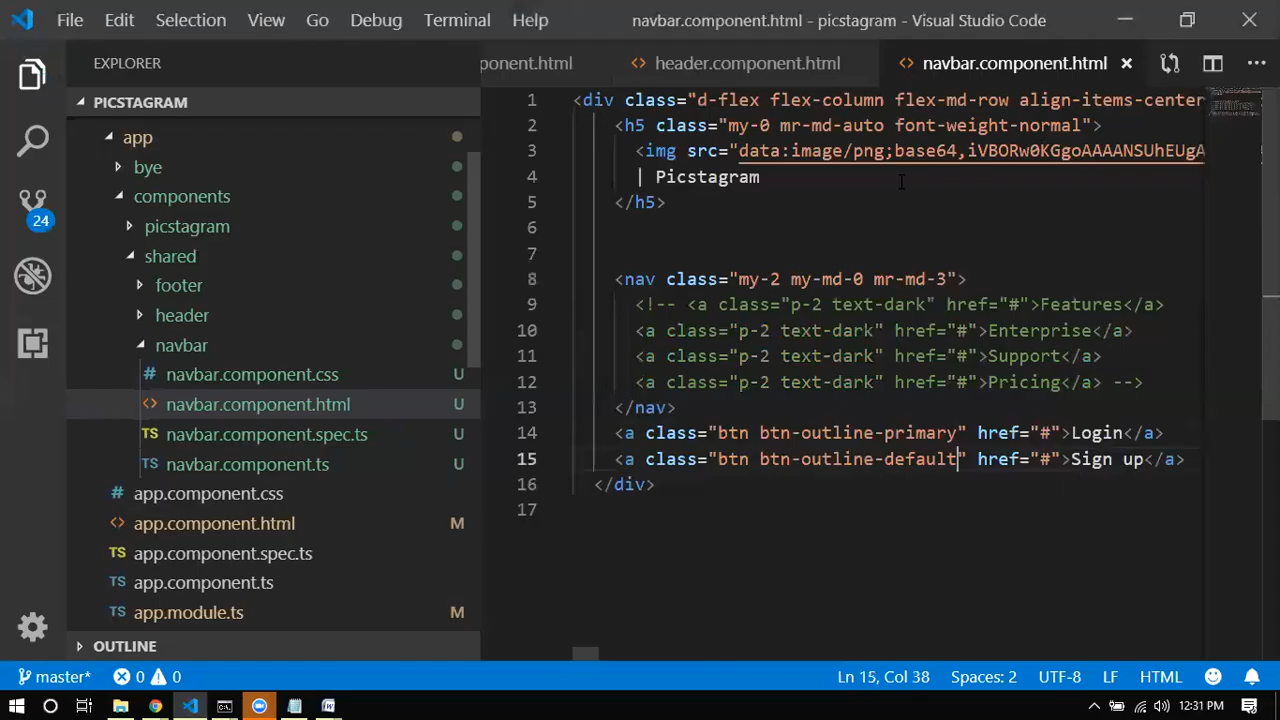 File Edit Selection View Go Debug Terminal Help navbar.component.html - picstagram - Visual Studio Code
EXPLORER
ponent.html header.component.html navbar.component.html
PICSTAGRAM
app
bye
components
picstagram
shared
footer
header
navbar
navbar.component.css U
navbar.component.html U
navbar.component.spec.ts U
navbar.component.ts U
app.component.css
app.component.html M
app.component.spec.ts
app.component.ts
app.module.ts M
OUTLINE
24
1 <div class="d-flex flex-column flex-md-row align-items-center
2 <h5 class="my-0 mr-md-auto font-weight-normal">
3 <img src="data:image/png;base64,iVBORw0KGgoAAAANSUhEUgA
4 | Picstagram
5 </h5>
6
7
8 <nav class="my-2 my-md-0 mr-md-3">
9 <!-- <a class="p-2 text-dark" href="#">Features</a>
10 <a class="p-2 text-dark" href="#">Enterprise</a>
11 <a class="p-2 text-dark" href="#">Support</a>
12 <a class="p-2 text-dark" href="#">Pricing</a> -->
13 </nav>
14 <a class="btn btn-outline-primary" href="#">Login</a>
15 <a class="btn btn-outline-default" href="#">Sign up</a>
16 </div>
17
master* 0 0 Ln 15, Col 38 Spaces: 2 UTF-8 LF HTML
12:31 PM